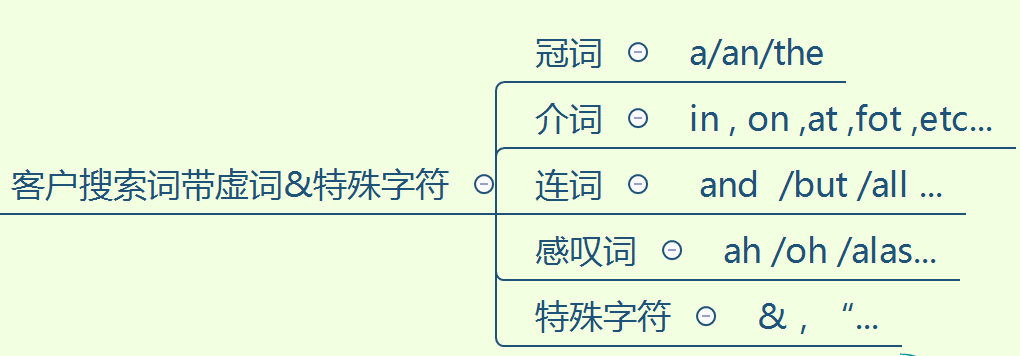 冠词 a/an/the
介词 in , on ,at ,fot ,etc...
客户搜索词带虚词&特殊字符 连词 and /but /all ...
感叹词 ah /oh /alas...
特殊字符 & , “...